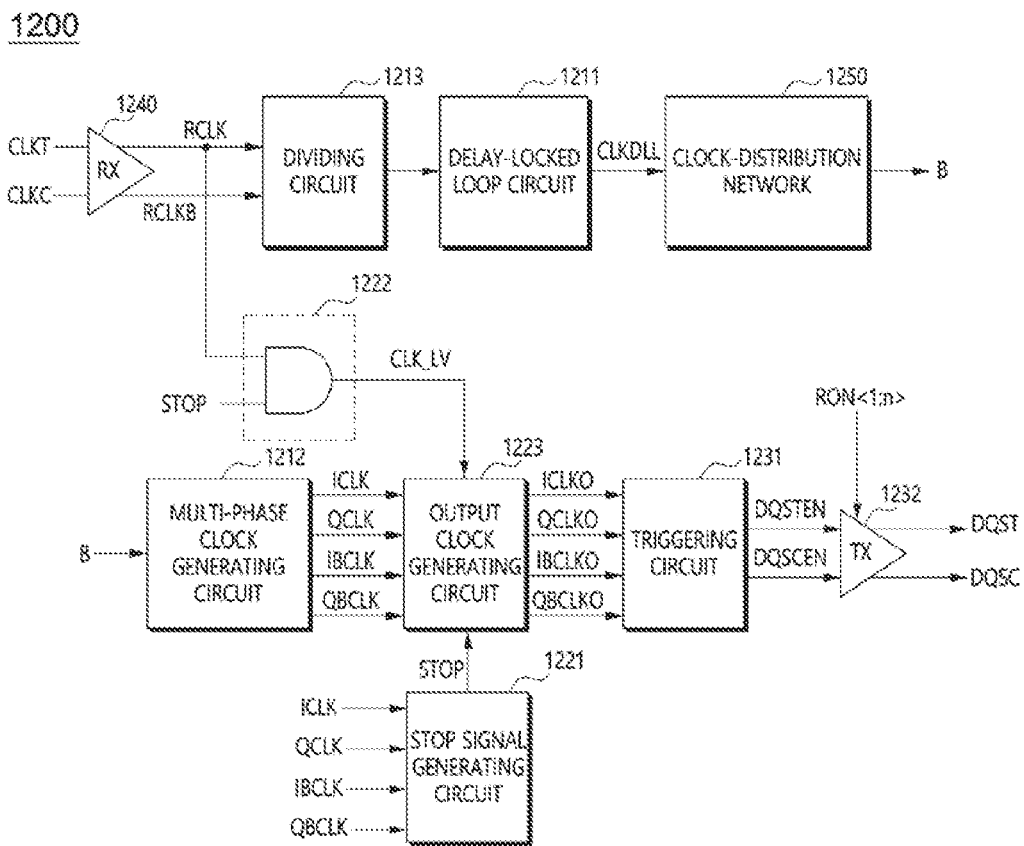 1200
1213
1211
1250
1240
CLKT
RX
RCLK
CLKC
RCLKB
DIVIDING
CIRCUIT
DELAY-LOCKED
LOOP CIRCUIT
CLKDLL
CLOCK-DISTRIBUTION
NETWORK
B
1222
CLK_LV
STOP
RON<1:n>
1212
1223
1231
1232
B
MULTI-PHASE
CLOCK
GENERATING
CIRCUIT
ICLK
QCLK
IBCLK
QBCLK
OUTPUT
CLOCK
GENERATING
CIRCUIT
ICLKO
QCLKO
IBCLKO
QBCLKO
TRIGGERING
CIRCUIT
DQSTEN
DQSCEN
TX
DQST
DQSC
STOP
1221
ICLK
QCLK
IBCLK
QBCLK
STOP SIGNAL
GENERATING
CIRCUIT